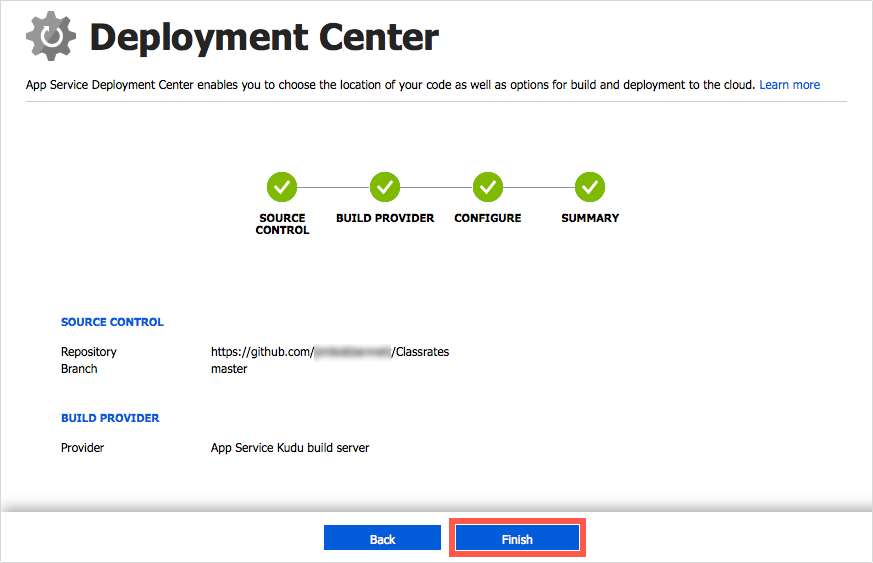 Deployment Center
App Service Deployment Center enables you to choose the location of your code as well as options for build and deployment to the cloud. Learn more
SOURCE
CONTROL
BUILD PROVIDER
CONFIGURE
SUMMARY
SOURCE CONTROL
Repository https://github.com/ /Classrates
Branch master
BUILD PROVIDER
Provider App Service Kudu build server
Back Finish